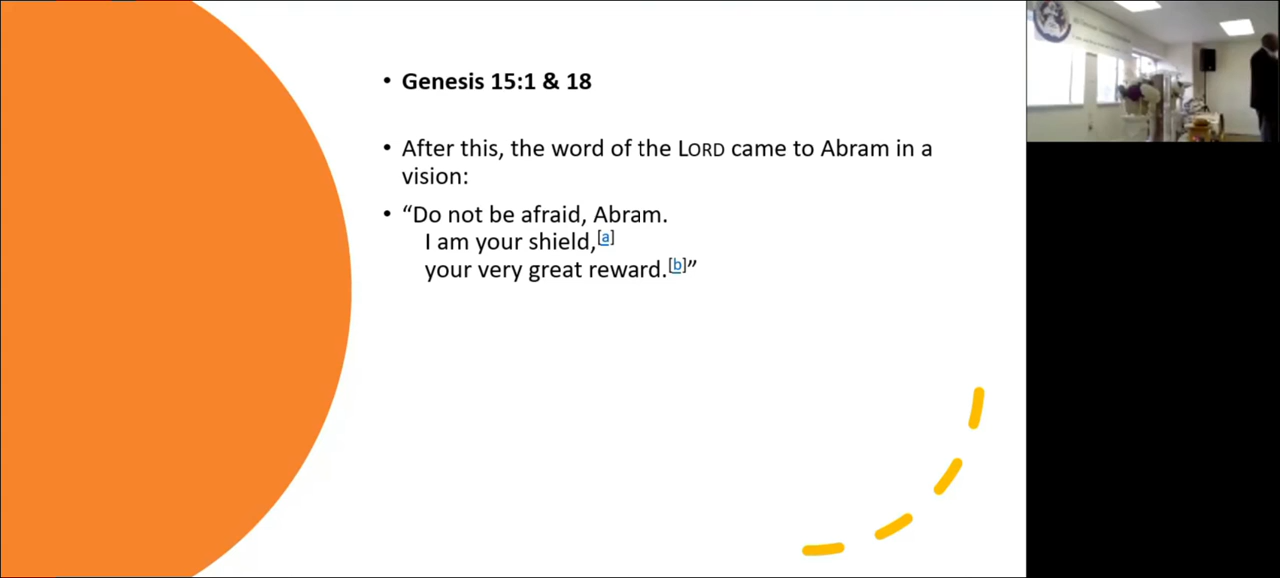 • Genesis 15:1 & 18
• After this, the word of the LORD came to Abram in a
vision:
• “Do not be afraid, Abram.
I am your shield,[a]
your very great reward.[b]”